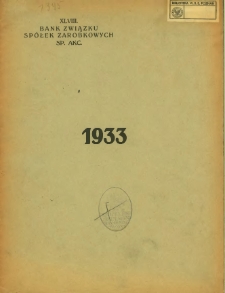 XLVIII.
BANK ZWIĄZKU
SPÓŁEK ZAROBKOWYCH
SP. AKC.
1933